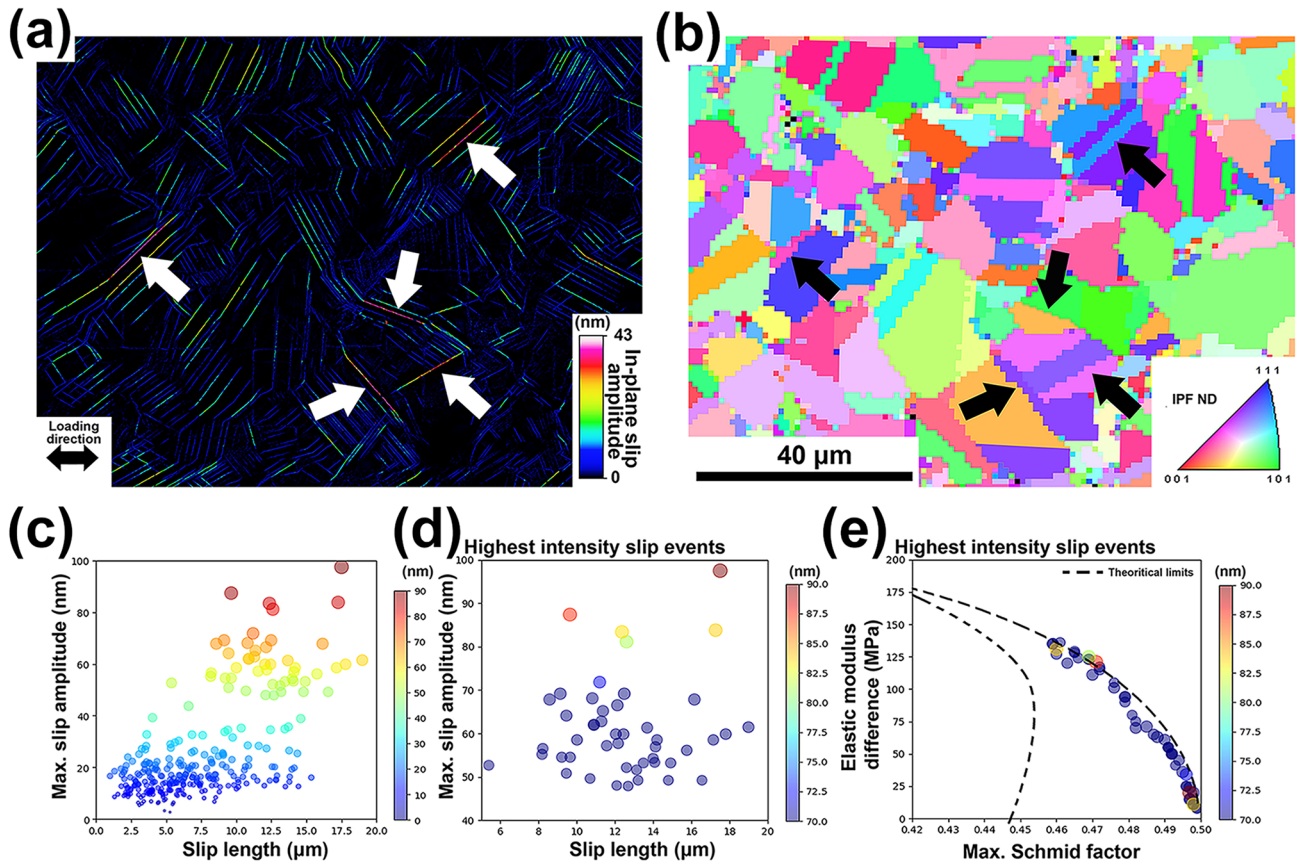 (a)
(b)
(nm)
43
In-plane slip
amplitude
0
Loading
direction
40 µm
IPF ND
111
001
101
(c)
Max. slip amplitude (nm)
100
80
60
40
20
0
0.0 2.5 5.0 7.5 10.0 12.5 15.0 17.5 20.0
Slip length (µm)
(nm)
90
80
70
60
50
40
30
20
10
0
(d)
Highest intensity slip events
Max. slip amplitude (nm)
100
90
80
70
60
50
40
6 8 10 12 14 16 18 20
Slip length (µm)
(nm)
90.0
87.5
85.0
82.5
80.0
77.5
75.0
72.5
70.0
(e)
Highest intensity slip events
Theoritical limits
Elastic modulus
difference (MPa)
200
175
150
125
100
75
50
25
0
0.42 0.43 0.44 0.45 0.46 0.47 0.48 0.49 0.50
Max. Schmid factor
(nm)
90.0
87.5
85.0
82.5
80.0
77.5
75.0
72.5
70.0